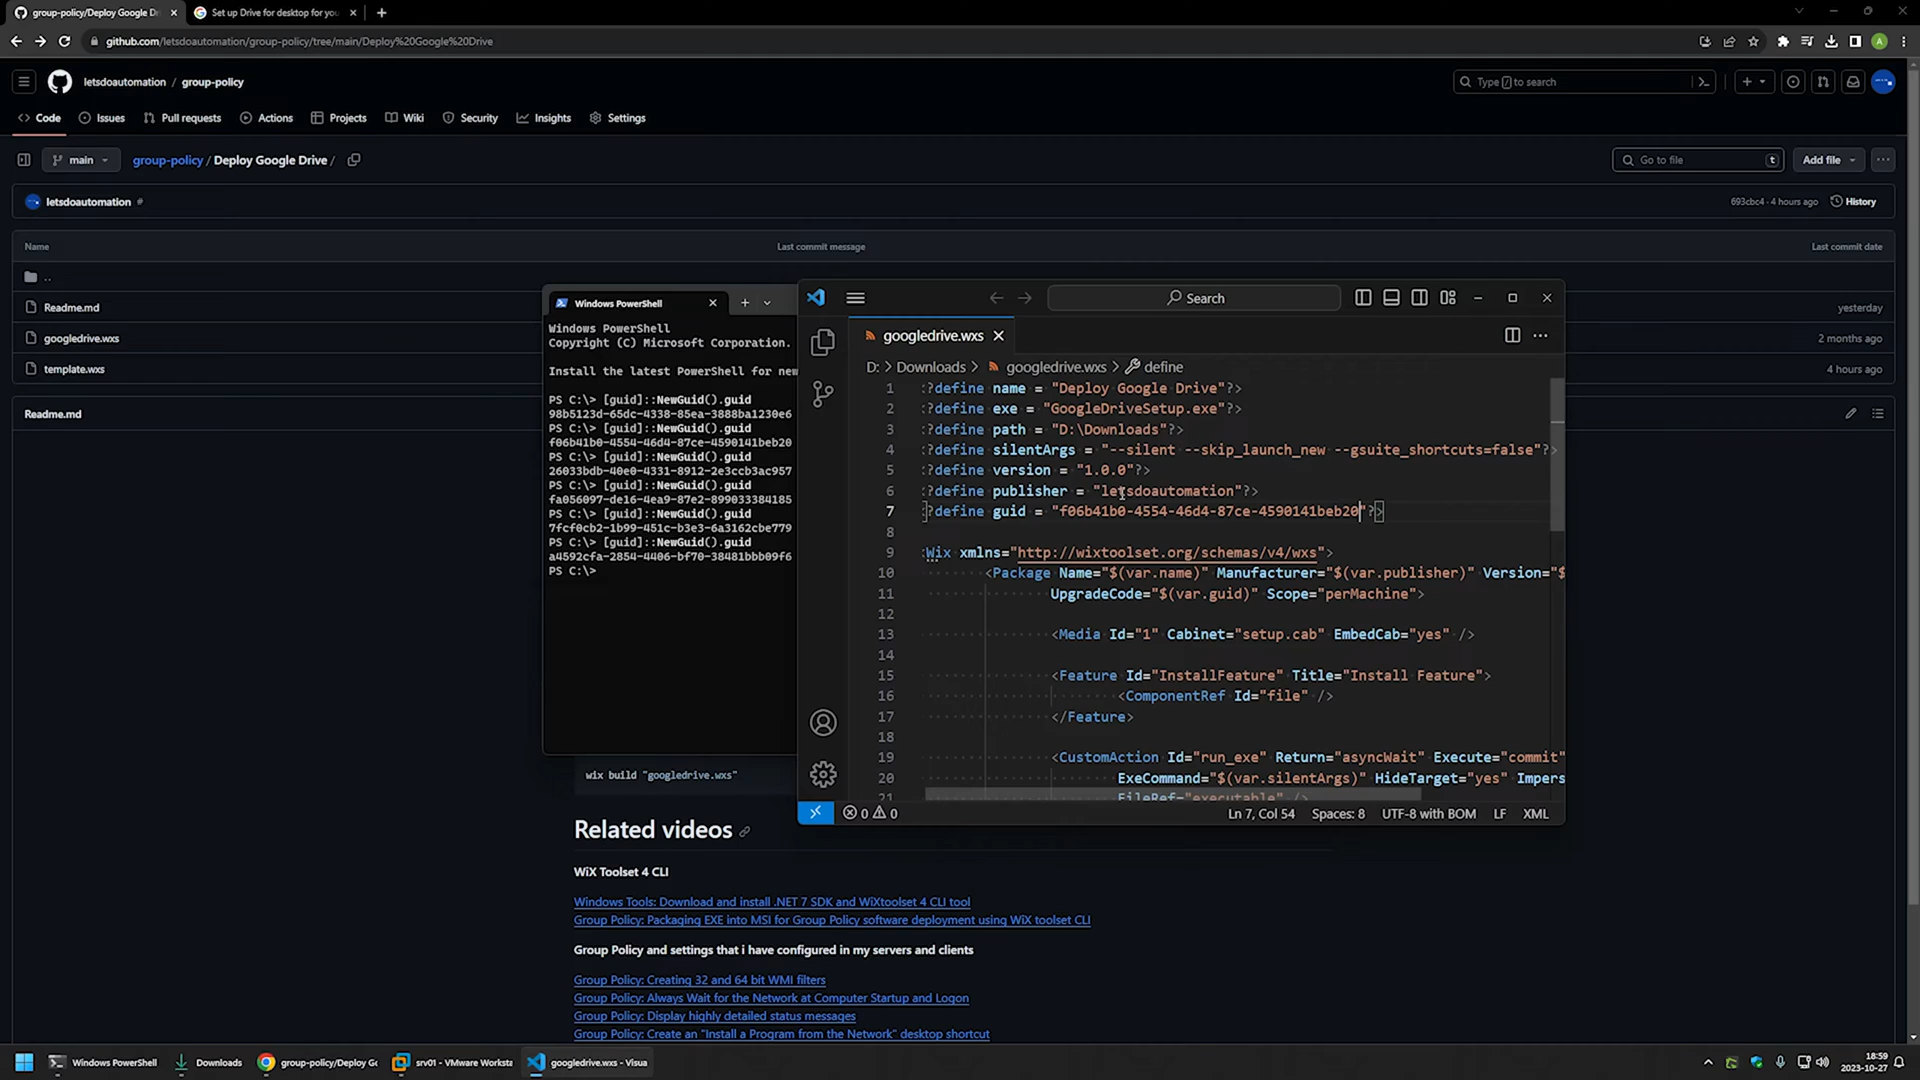 group-policy/Deploy Google Dri
Set up Drive for desktop for you
github.com/letsdoautomation/group-policy/tree/main/Deploy%20Google%20Drive
A
letsdoautomation / group-policy
Type / to search
Code
Issues
Pull requests
Actions
Projects
Wiki
Security
Insights
Settings
main
group-policy / Deploy Google Drive /
Go to file
t
Add file
letsdoautomation
693cbc4 · 4 hours ago
History
Name
Last commit message
Last commit date
..
Readme.md
yesterday
googledrive.wxs
2 months ago
template.wxs
4 hours ago
Readme.md
Windows PowerShell
Windows PowerShell
Copyright (C) Microsoft Corporation.
Install the latest PowerShell for new
PS C:\> [guid]::NewGuid().guid
98b5123d-65dc-4338-85ea-3888ba1230e6
PS C:\> [guid]::NewGuid().guid
f06b41b0-4554-46d4-87ce-4590141beb20
PS C:\> [guid]::NewGuid().guid
26033bdb-40e0-4331-8912-2e3ccb3ac957
PS C:\> [guid]::NewGuid().guid
fa056097-de16-4ea9-87e2-899033384185
PS C:\> [guid]::NewGuid().guid
7fcf0cb2-1b99-451c-b3e3-6a3162cbe779
PS C:\> [guid]::NewGuid().guid
a4592cfa-2854-4406-bf70-38481bbb09f6
PS C:\>
Search
googledrive.wxs
D: > Downloads > googledrive.wxs > define
1 ?define name = "Deploy Google Drive"?>
2 ?define exe = "GoogleDriveSetup.exe"?>
3 ?define path = "D:\Downloads"?>
4 ?define silentArgs = "--silent --skip_launch_new --gsuite_shortcuts=false"?>
5 ?define version = "1.0.0"?>
6 ?define publisher = "letsdoautomation"?>
7 ?define guid = "f06b41b0-4554-46d4-87ce-4590141beb20"?>
8
9 Wix xmlns="http://wixtoolset.org/schemas/v4/wxs">
10 <Package Name="$(var.name)" Manufacturer="$(var.publisher)" Version="$
11 UpgradeCode="$(var.guid)" Scope="perMachine">
12
13 <Media Id="1" Cabinet="setup.cab" EmbedCab="yes" />
14
15 <Feature Id="InstallFeature" Title="Install Feature">
16 <ComponentRef Id="file" />
17 </Feature>
18
19 <CustomAction Id="run_exe" Return="asyncWait" Execute="commit"
20 ExeCommand="$(var.silentArgs)" HideTarget="yes" Impers
21 FileRef="executable" />
0 0
Ln 7, Col 54
Spaces: 8
UTF-8 with BOM
LF
XML
wix build "googledrive.wxs"
Related videos
WiX Toolset 4 CLI
Windows Tools: Download and install .NET 7 SDK and WiXtoolset 4 CLI tool
Group Policy: Packaging EXE into MSI for Group Policy software deployment using WiX toolset CLI
Group Policy and settings that i have configured in my servers and clients
Group Policy: Creating 32 and 64 bit WMI filters
Group Policy: Always Wait for the Network at Computer Startup and Logon
Group Policy: Display highly detailed status messages
Group Policy: Create an "Install a Program from the Network" desktop shortcut
Windows PowerShell
Downloads
group-policy/Deploy Go
srv01 - VMware Workst
googledrive.wxs - Visua
18:59
2023-10-27